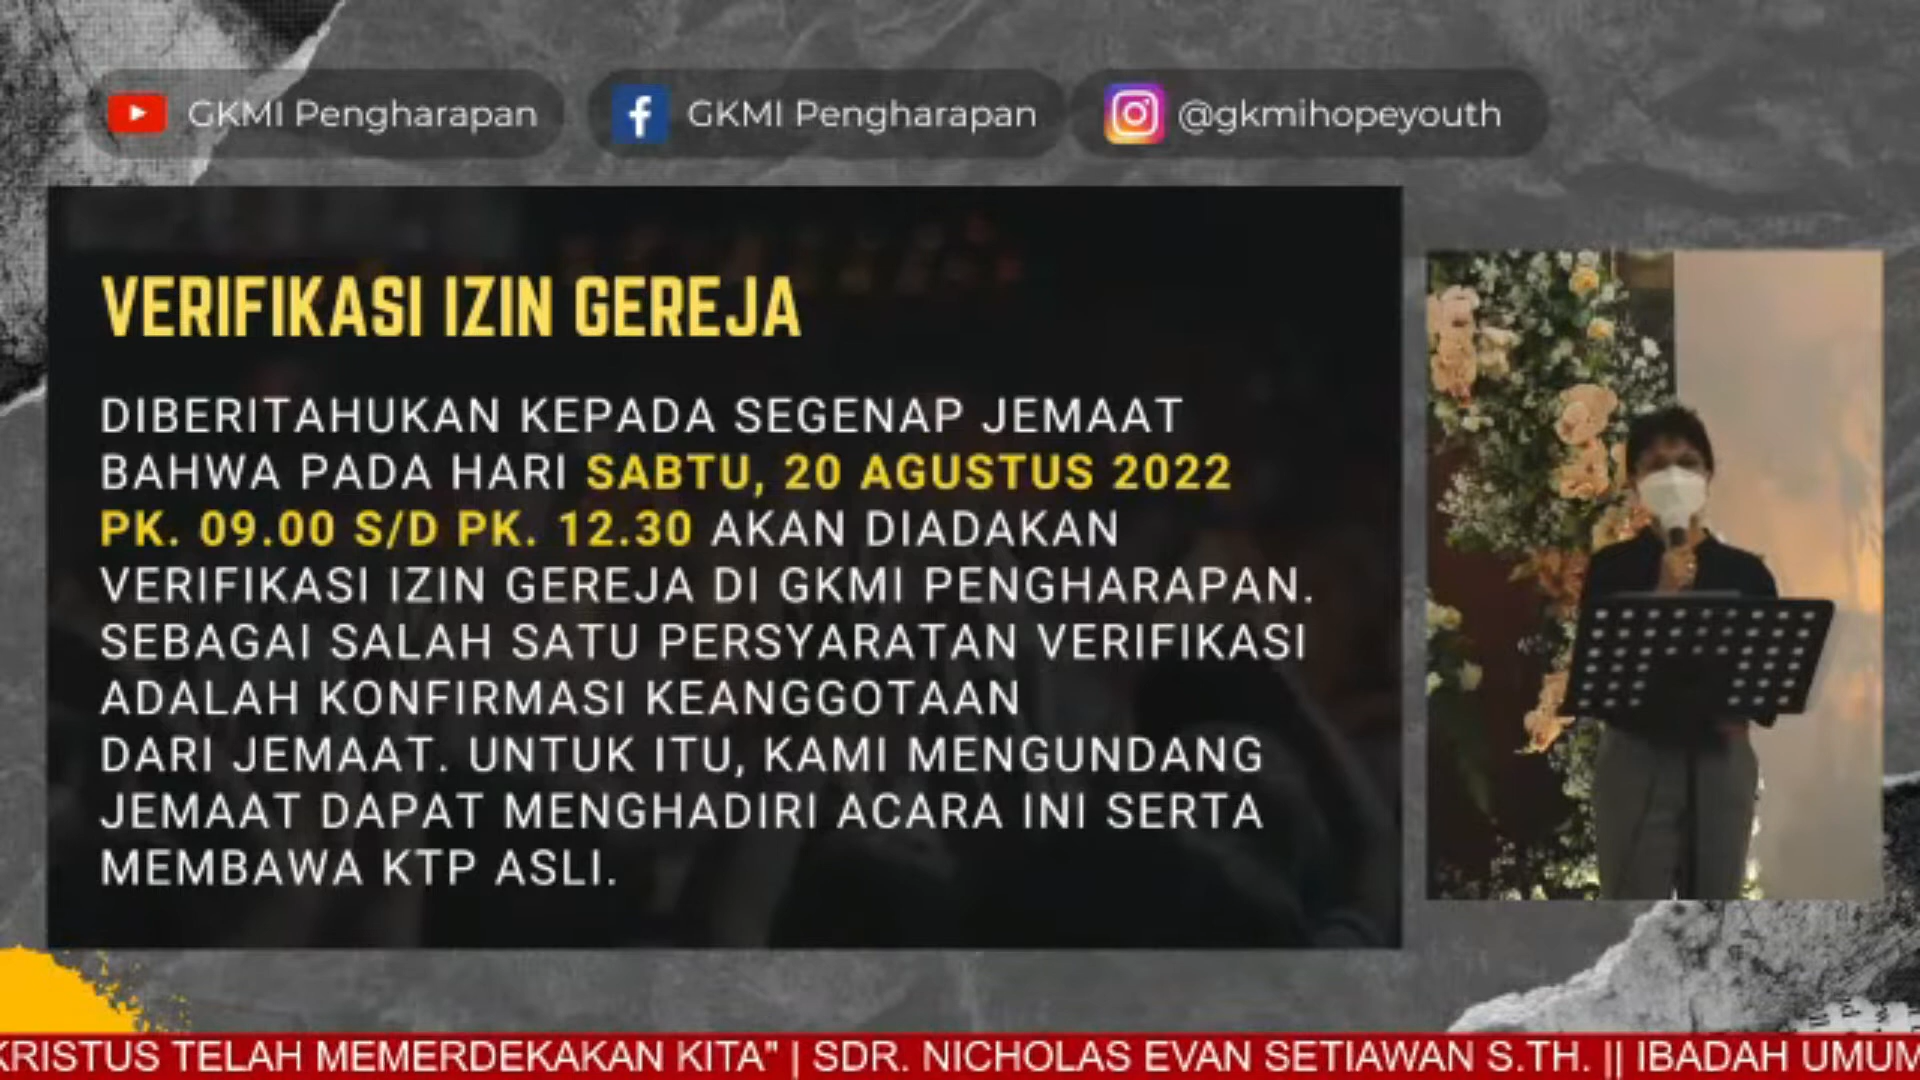 GKMI Pengharapan
GKMI Pengharapan
@gkmihopeyouth
VERIFIKASI IZIN GEREJA
DIBERITAHUKAN KEPADA SEGENAP JEMAAT
BAHWA PADA HARI SABTU, 20 AGUSTUS 2022
PK. 09.00 S/D PK. 12.30 AKAN DIADAKAN
VERIFIKASI IZIN GEREJA DI GKMI PENGHARAPAN.
SEBAGAI SALAH SATU PERSYARATAN VERIFIKASI
ADALAH KONFIRMASI KEANGGOTAAN
DARI JEMAAT. UNTUK ITU, KAMI MENGUNDANG
JEMAAT DAPAT MENGHADIRI ACARA INI SERTA
MEMBAWA KTP ASLI.
KRISTUS TELAH MEMERDEKAKAN KITA" | SDR. NICHOLAS EVAN SETIAWAN S.TH. || IBADAH UMUM